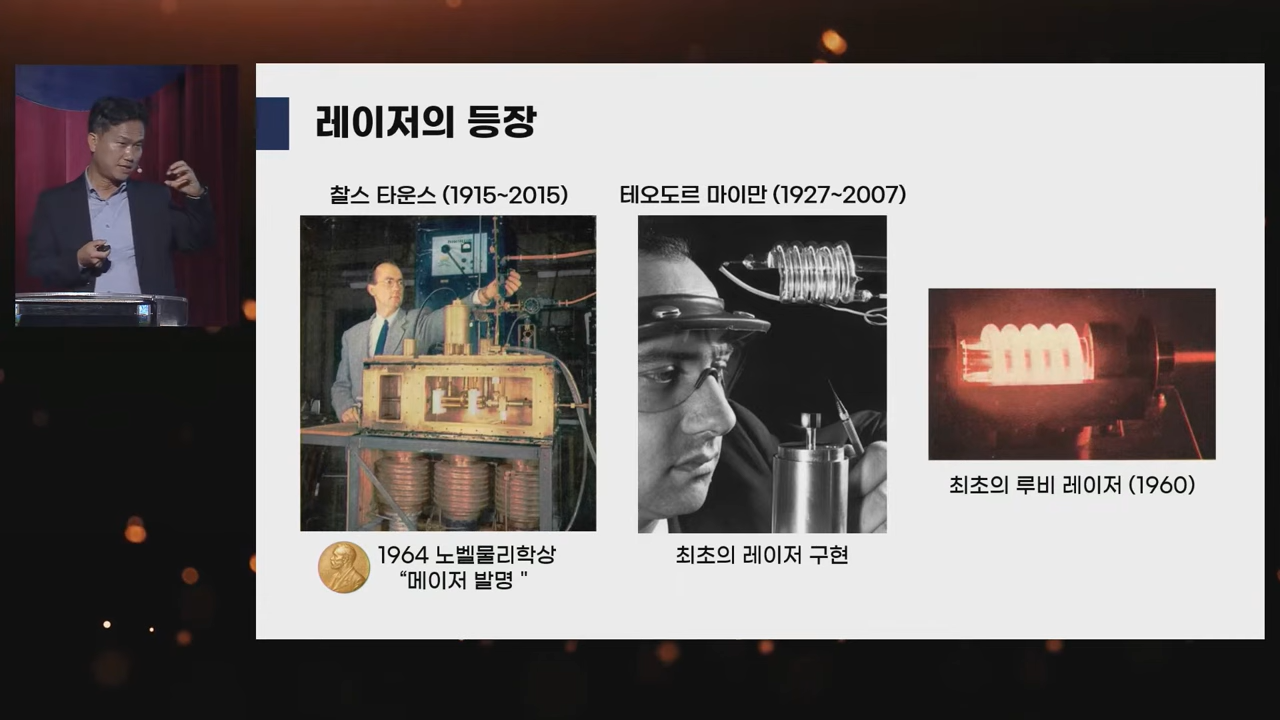 레이저의 등장
찰스 타운스 (1915~2015)
테오도르 마이만 (1927~2007)
최초의 루비 레이저 (1960)
1964 노벨물리학상
“메이저 발명 "
최초의 레이저 구현